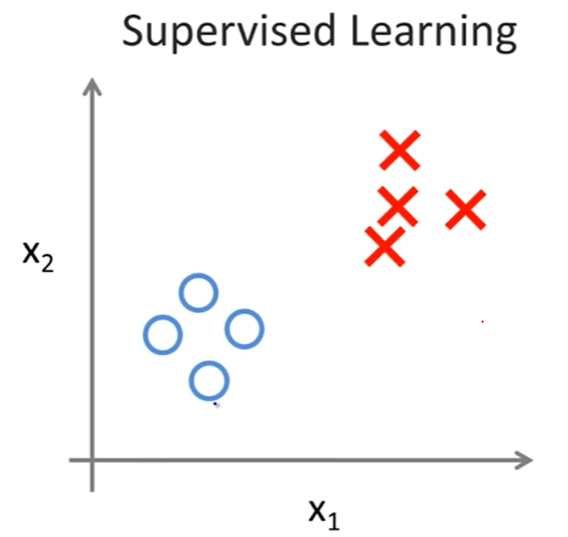 Supervised Learning
x₂
x₁